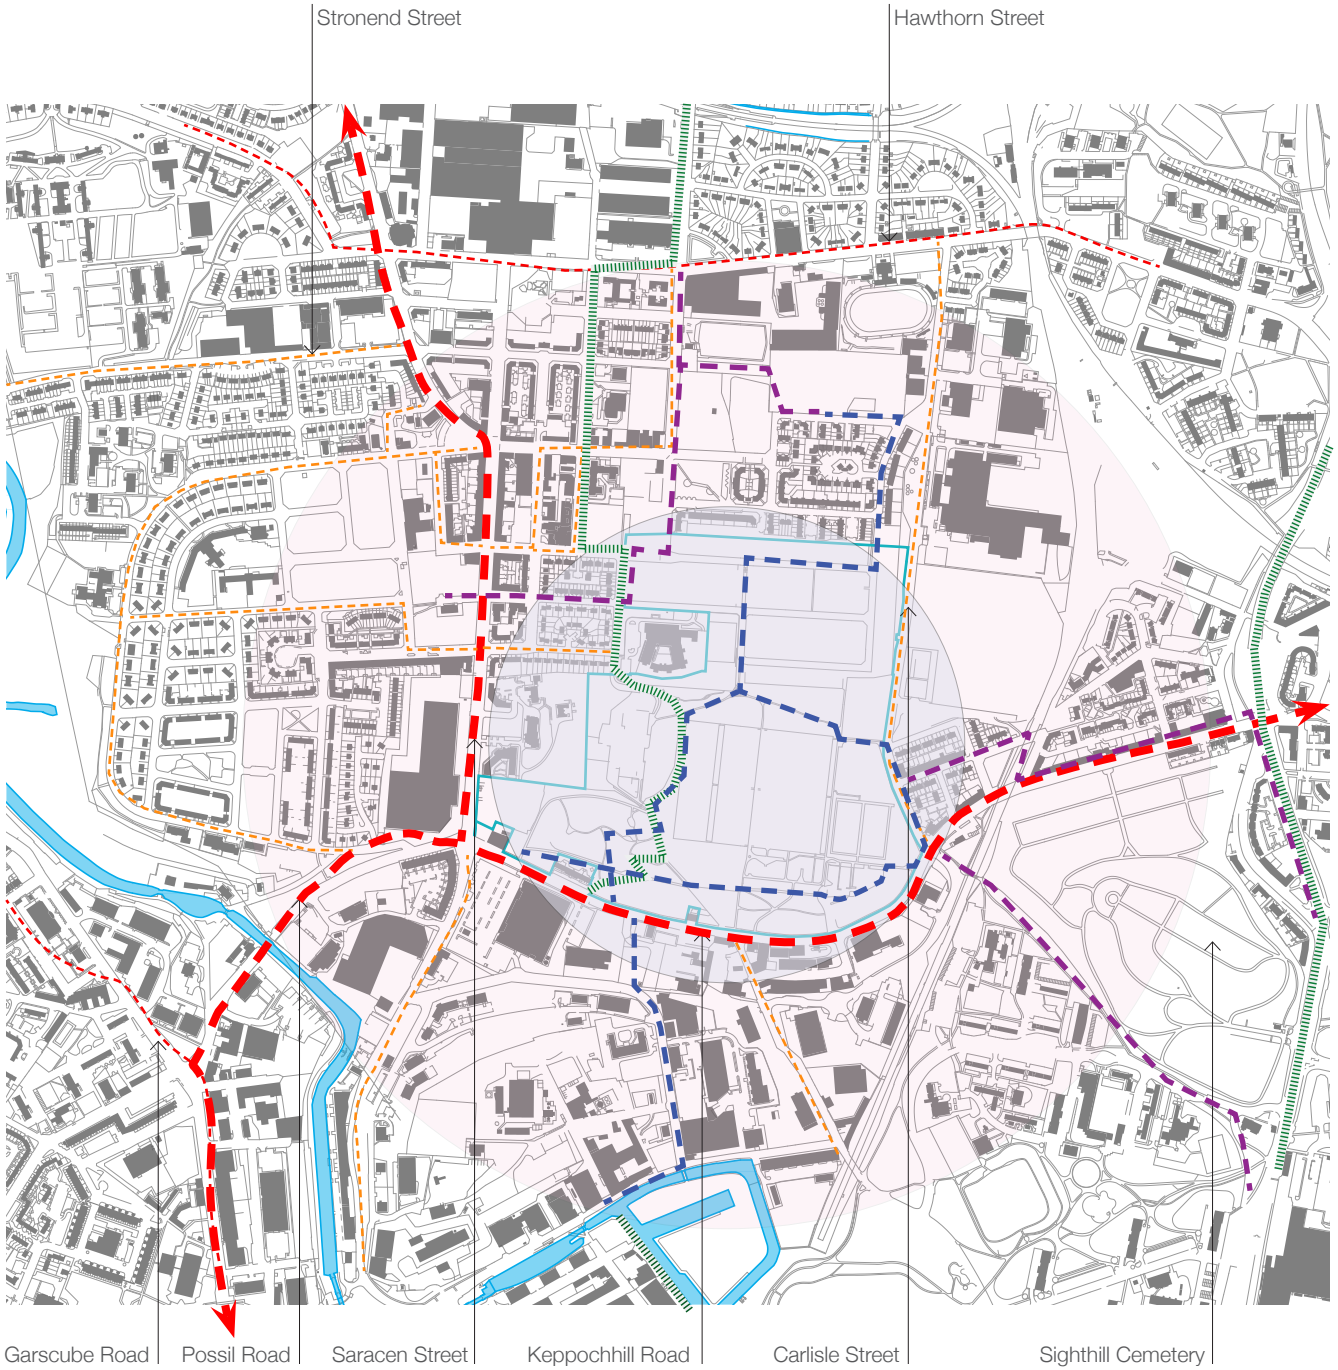 Stronend Street
Hawthorn Street
Garscube Road
Possil Road
Saracen Street
Keppochhill Road
Carlisle Street
Sighthill Cemetery